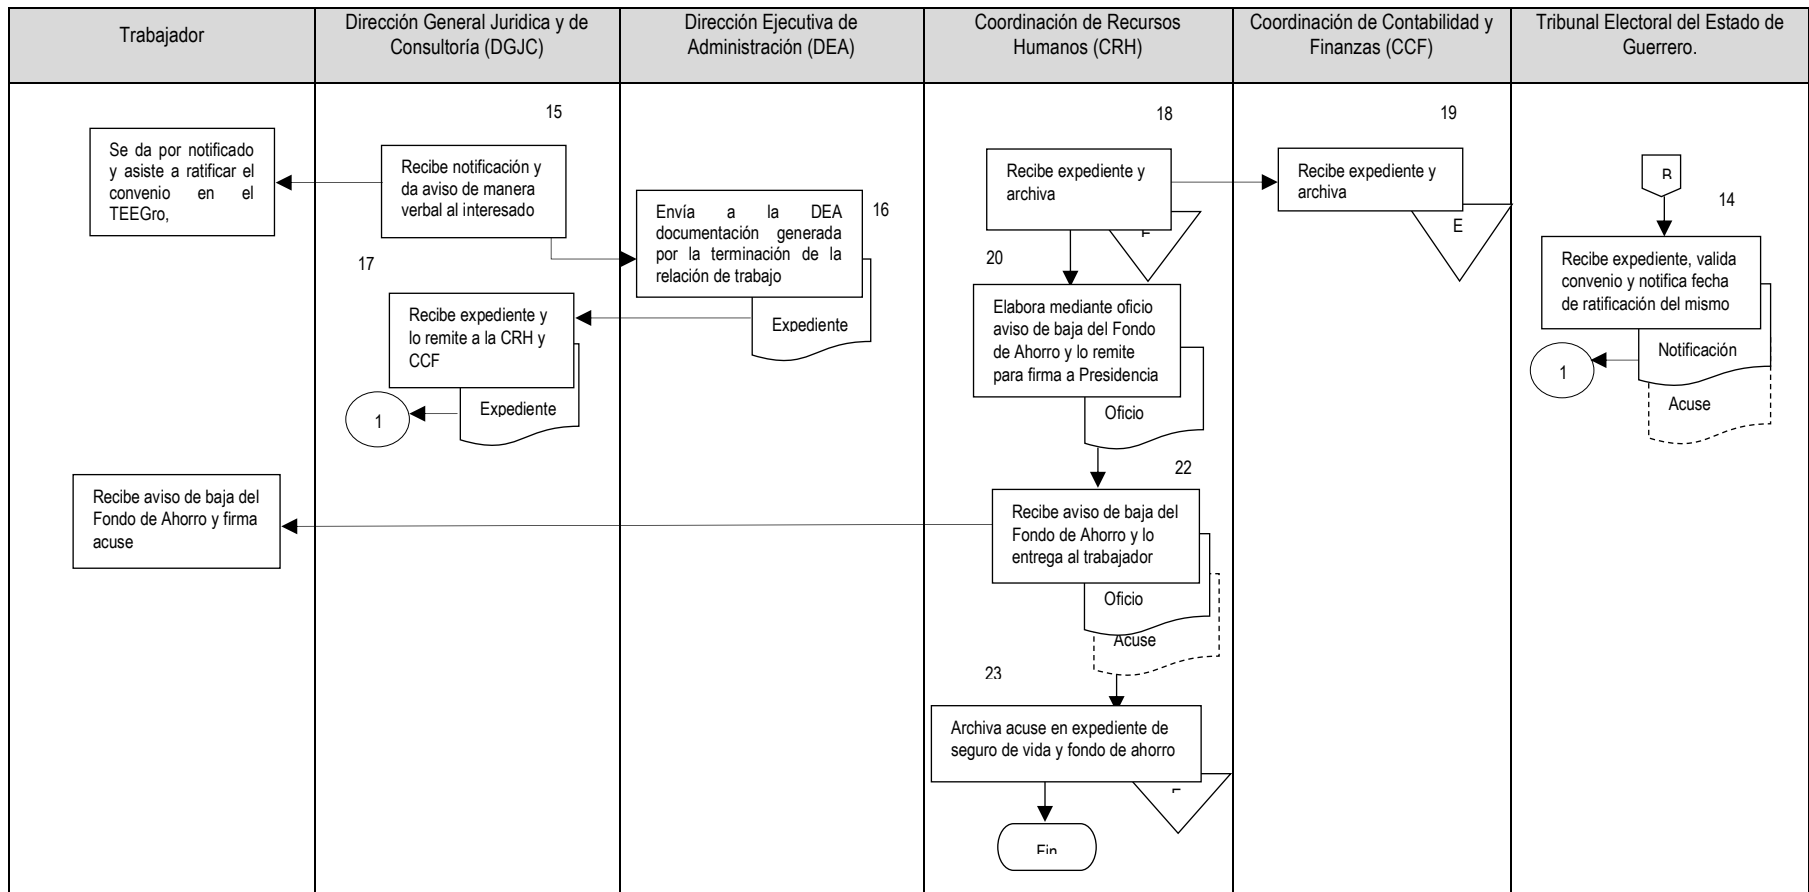 Trabajador
Dirección General Juridica y de
Consultoría (DGJC)
Dirección Ejecutiva de
Administración (DEA)
Coordinación de Recursos
Humanos (CRH)
Coordinación de Contabilidad y
Finanzas (CCF)
Tribunal Electoral del Estado de
Guerrero.
Se da por notificado
y asiste a ratificar el
convenio en el
TEEGro,
15
Recibe notificación y
da aviso de manera
verbal al interesado
16
Envía a la DEA
documentación generada
por la terminación de la
relación de trabajo
Expediente
17
Recibe expediente y
lo remite a la CRH y
CCF
Expediente
1
18
Recibe expediente y
archiva
19
Recibe expediente y
archiva
E
B
14
Recibe expediente, valida
convenio y notifica fecha
de ratificación del mismo
Notificación
Acuse
1
20
Elabora mediante oficio
aviso de baja del Fondo
de Ahorro y lo remite
para firma a Presidencia
Oficio
22
Recibe aviso de baja del
Fondo de Ahorro y lo
entrega al trabajador
Oficio
Acuse
Recibe aviso de baja del
Fondo de Ahorro y firma
acuse
23
Archiva acuse en expediente de
seguro de vida y fondo de ahorro
Fin